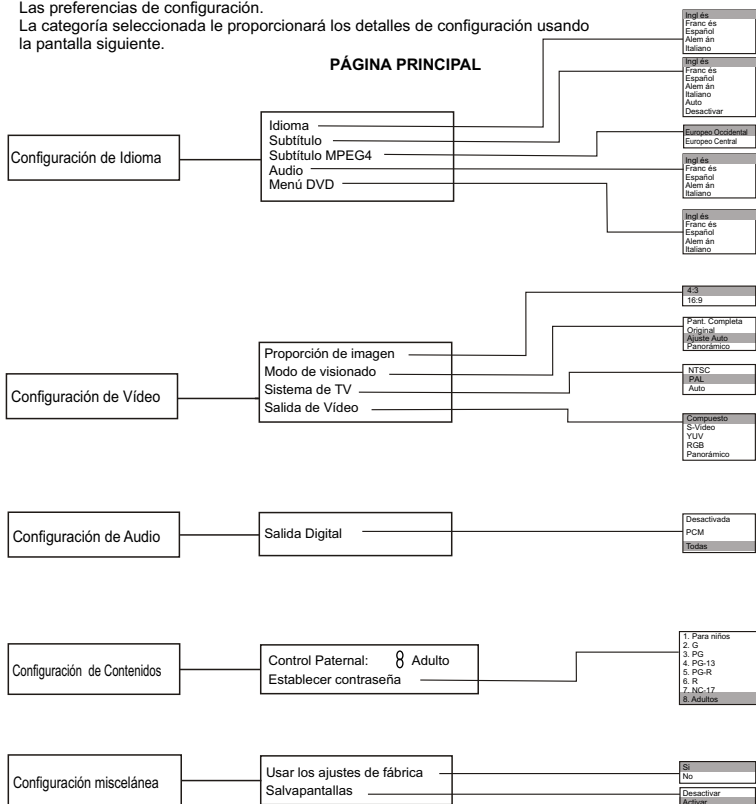 Las preferencias de configuración.
La categoría seleccionada le proporcionará los detalles de configuración usando
la pantalla siguiente.
PÁGINA PRINCIPAL
Configuración de Idioma
Idioma
Subtítulo
Subtítulo MPEG4
Audio
Menú DVD
Ingl és
Franc és
Español
Alem án
Italiano
Ingl és
Franc és
Español
Alem án
Italiano
Auto
Desactivar
Europeo Occidental
Europeo Central
Ingl és
Franc és
Español
Alem án
Italiano
Ingl és
Franc és
Español
Alem án
Italiano
Configuración de Vídeo
Proporción de imagen
Modo de visionado
Sistema de TV
Salida de Vídeo
4:3
16:9
Pant. Completa
Original
Ajuste Auto
Panorámico
NTSC
PAL
Auto
Compuesto
S-Video
YUV
RGB
Panorámico
Configuración de Audio
Salida Digital
Desactivada
PCM
Todas
Configuración de Contenidos
Control Paternal: 8 Adulto
Establecer contraseña
1. Para niños
2. G
3. PG
4. PG-13
5. PG-R
6. R
7. NC-17
8. Adultos
Configuración miscelánea
Usar los ajustes de fábrica
Salvapantallas
Si
No
Desactivar
Activar